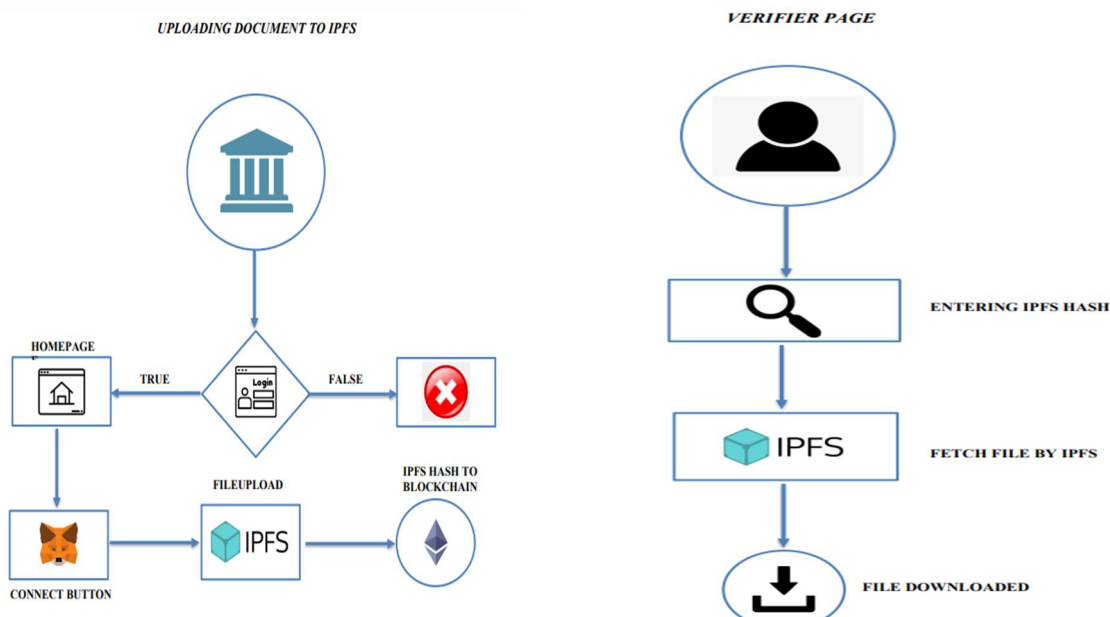 UPLOADING DOCUMENT TO IPFS
HOMEPAGE
TRUE
Login
FALSE
FILEUPLOAD
IPFS HASH TO
BLOCKCHAIN
IPFS
CONNECT BUTTON
VERIFIER PAGE
ENTERING IPFS HASH
IPFS
FETCH FILE BY IPFS
FILE DOWNLOADED